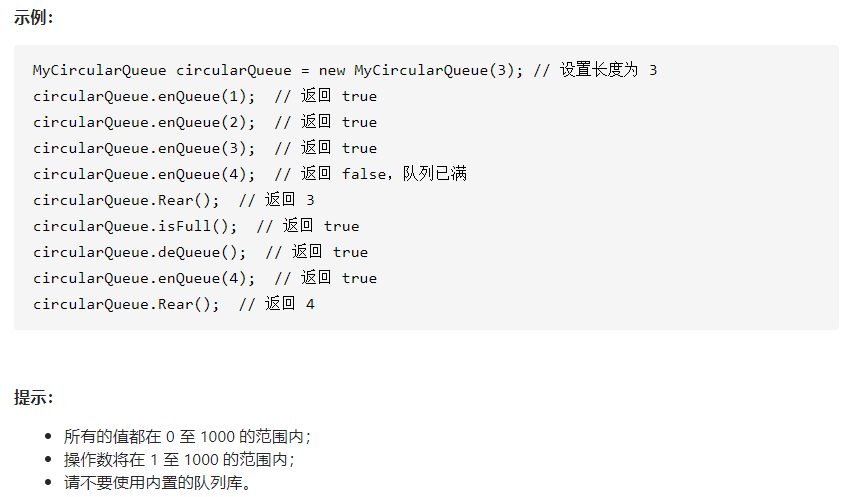 示例：
MyCircularQueue circularQueue = new MyCircularQueue(3); // 设置长度为 3
circularQueue.enQueue(1);  // 返回 true
circularQueue.enQueue(2);  // 返回 true
circularQueue.enQueue(3);  // 返回 true
circularQueue.enQueue(4);  // 返回 false，队列已满
circularQueue.Rear();  // 返回 3
circularQueue.isFull();  // 返回 true
circularQueue.deQueue();  // 返回 true
circularQueue.enQueue(4);  // 返回 true
circularQueue.Rear();  // 返回 4
提示：
• 所有的值都在 0 至 1000 的范围内；
• 操作数将在 1 至 1000 的范围内；
• 请不要使用内置的队列库。